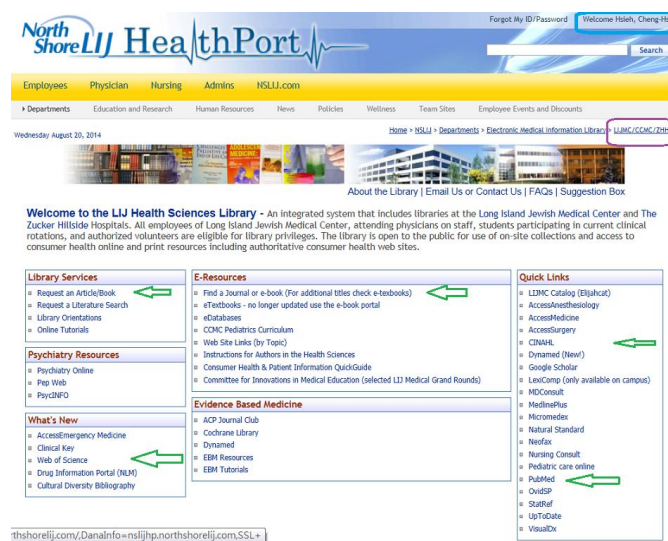 North
Shore LIJ HealthPort
Forgot My ID/Password Welcome Hsieh, Cheng-Hs
Search
Employees Physician Nursing Admins NSLIJ.com
Departments Education and Research Human Resources News Policies Wellness Team Sites Employee Events and Discounts
Wednesday August 20, 2014
Home > NSLIJ > Departments > Electronic Medical Information Library > LIJMC/CCMC/ZHH
ADOLESCENT
MEDICINE
About the Library | Email Us or Contact Us | FAQs | Suggestion Box
Welcome to the LIJ Health Sciences Library - An integrated system that includes libraries at the Long Island Jewish Medical Center and The
Zucker Hillside Hospitals. All employees of Long Island Jewish Medical Center, attending physicians on staff, students participating in current clinical
rotations, and authorized volunteers are eligible for library privileges. The library is open to the public for use of on-site collections and access to
consumer health online and print resources including authoritative consumer health web sites.
Library Services
Request an Article/Book
Request a Literature Search
Library Orientations
Online Tutorials
Psychiatry Resources
Psychiatry Online
Pep Web
PsycINFO
What's New
AccessEmergency Medicine
Clinical Key
Web of Science
Drug Information Portal (NLM)
Cultural Diversity Bibliography
E-Resources
Find a Journal or e-book (For additional titles check e-textbooks)
eTextbooks - no longer updated use the e-book portal
eDatabases
CCMC Pediatrics Curriculum
Web Site Links (by Topic)
Instructions for Authors in the Health Sciences
Consumer Health & Patient Information QuickGuide
Committee for Innovations in Medical Education (selected LIJ Medical Grand Rounds)
Evidence Based Medicine
ACP Journal Club
Cochrane Library
Dynamed
EBM Resources
EBM Tutorials
Quick Links
LIJMC Catalog (Elijahcat)
AccessAnesthesiology
AccessMedicine
AccessSurgery
CINAHL
Dynamed (New!)
Google Scholar
LexiComp (only available on campus)
MDConsult
MedlinePlus
Micromedex
Natural Standard
Neofax
Nursing Consult
Pediatric care online
PubMed
OvidSP
StatRef
UpToDate
VisualDx
rthshorelij.com/,DanaInfo=nslijhp.northshorelij.com,SSL+